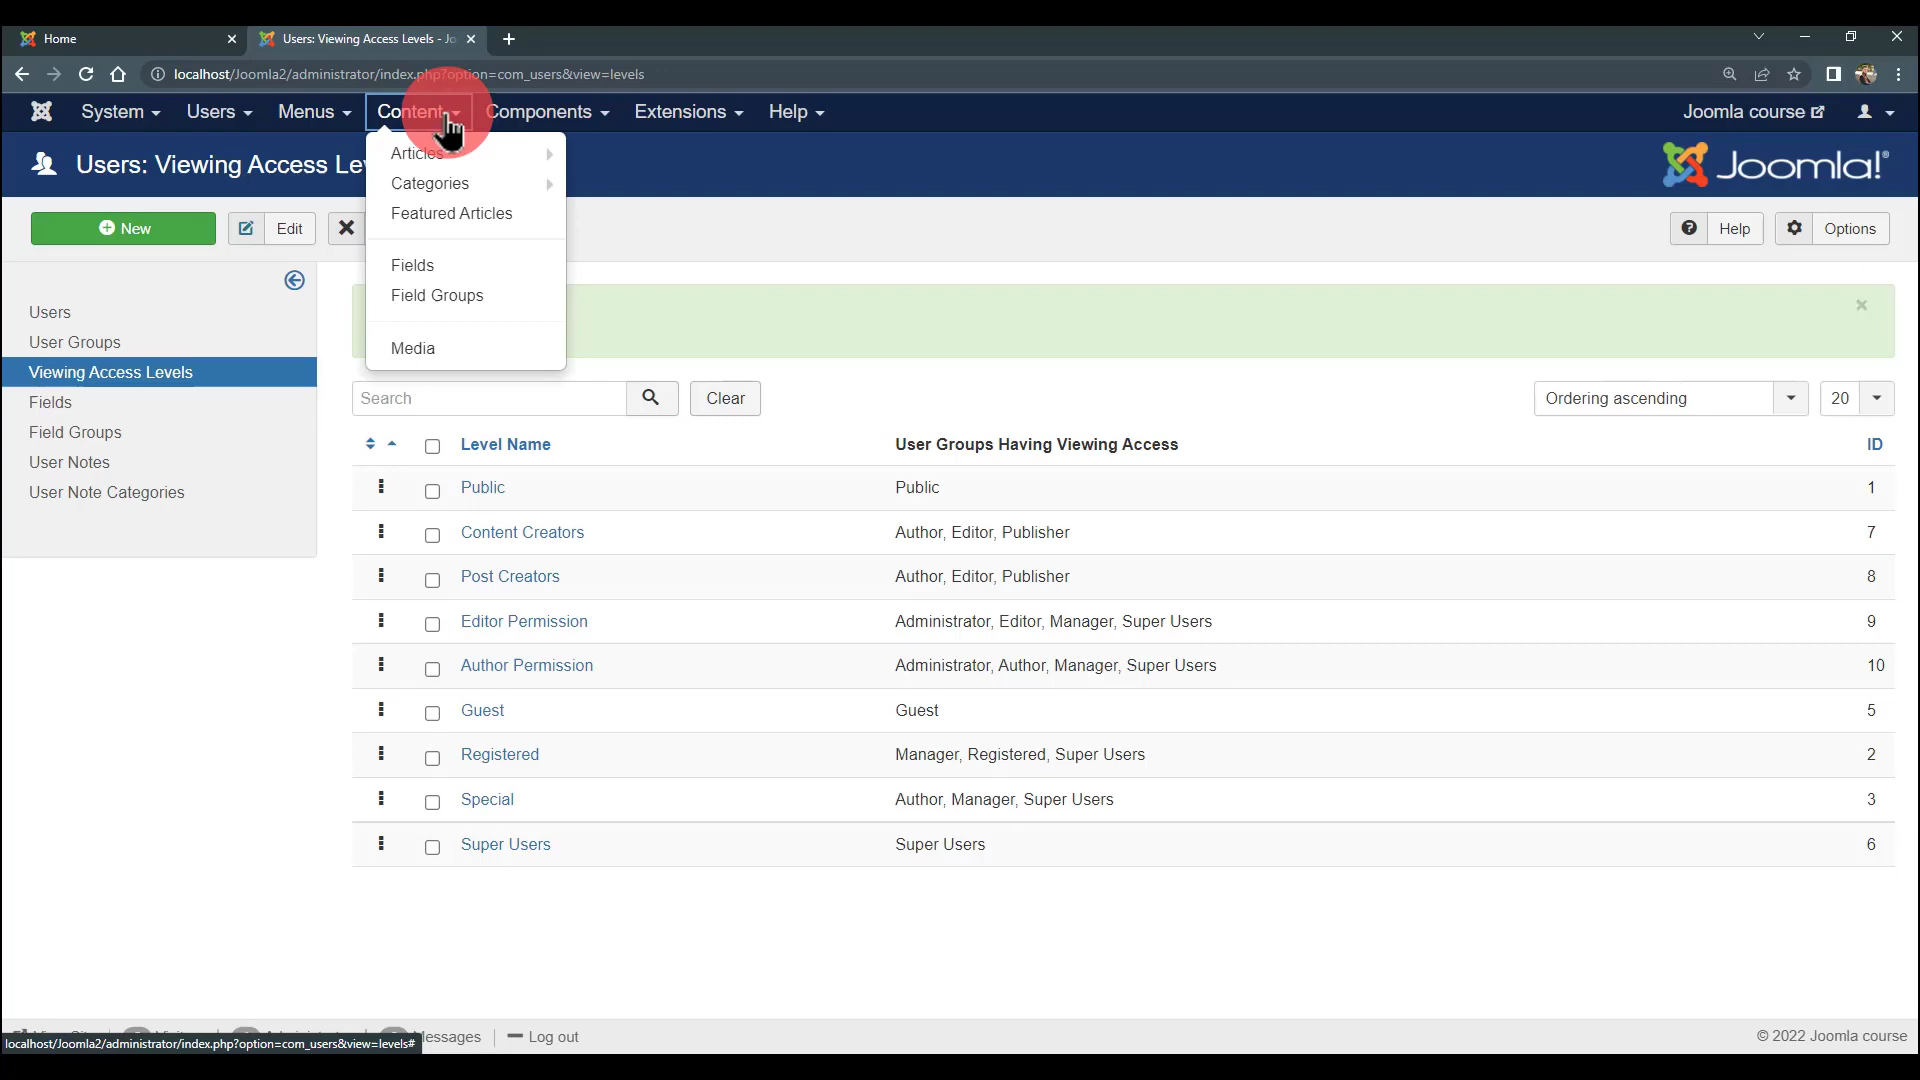 Home
Users: Viewing Access Levels - Jo
localhost/Joomla2/administrator/index.php?option=com_users&view=levels
System
Users
Menus
Content
Components
Extensions
Help
Joomla course
Users: Viewing Access Le
Joomla!®
Articles
Categories
Featured Articles
Fields
Field Groups
Media
New
Edit
Help
Options
Users
User Groups
Viewing Access Levels
Fields
Field Groups
User Notes
User Note Categories
Search
Clear
Ordering ascending
20
Level Name User Groups Having Viewing Access ID
Public Public 1
Content Creators Author, Editor, Publisher 7
Post Creators Author, Editor, Publisher 8
Editor Permission Administrator, Editor, Manager, Super Users 9
Author Permission Administrator, Author, Manager, Super Users 10
Guest Guest 5
Registered Manager, Registered, Super Users 2
Special Author, Manager, Super Users 3
Super Users Super Users 6
Messages
Log out
© 2022 Joomla course
localhost/Joomla2/administrator/index.php?option=com_users&view=levels#